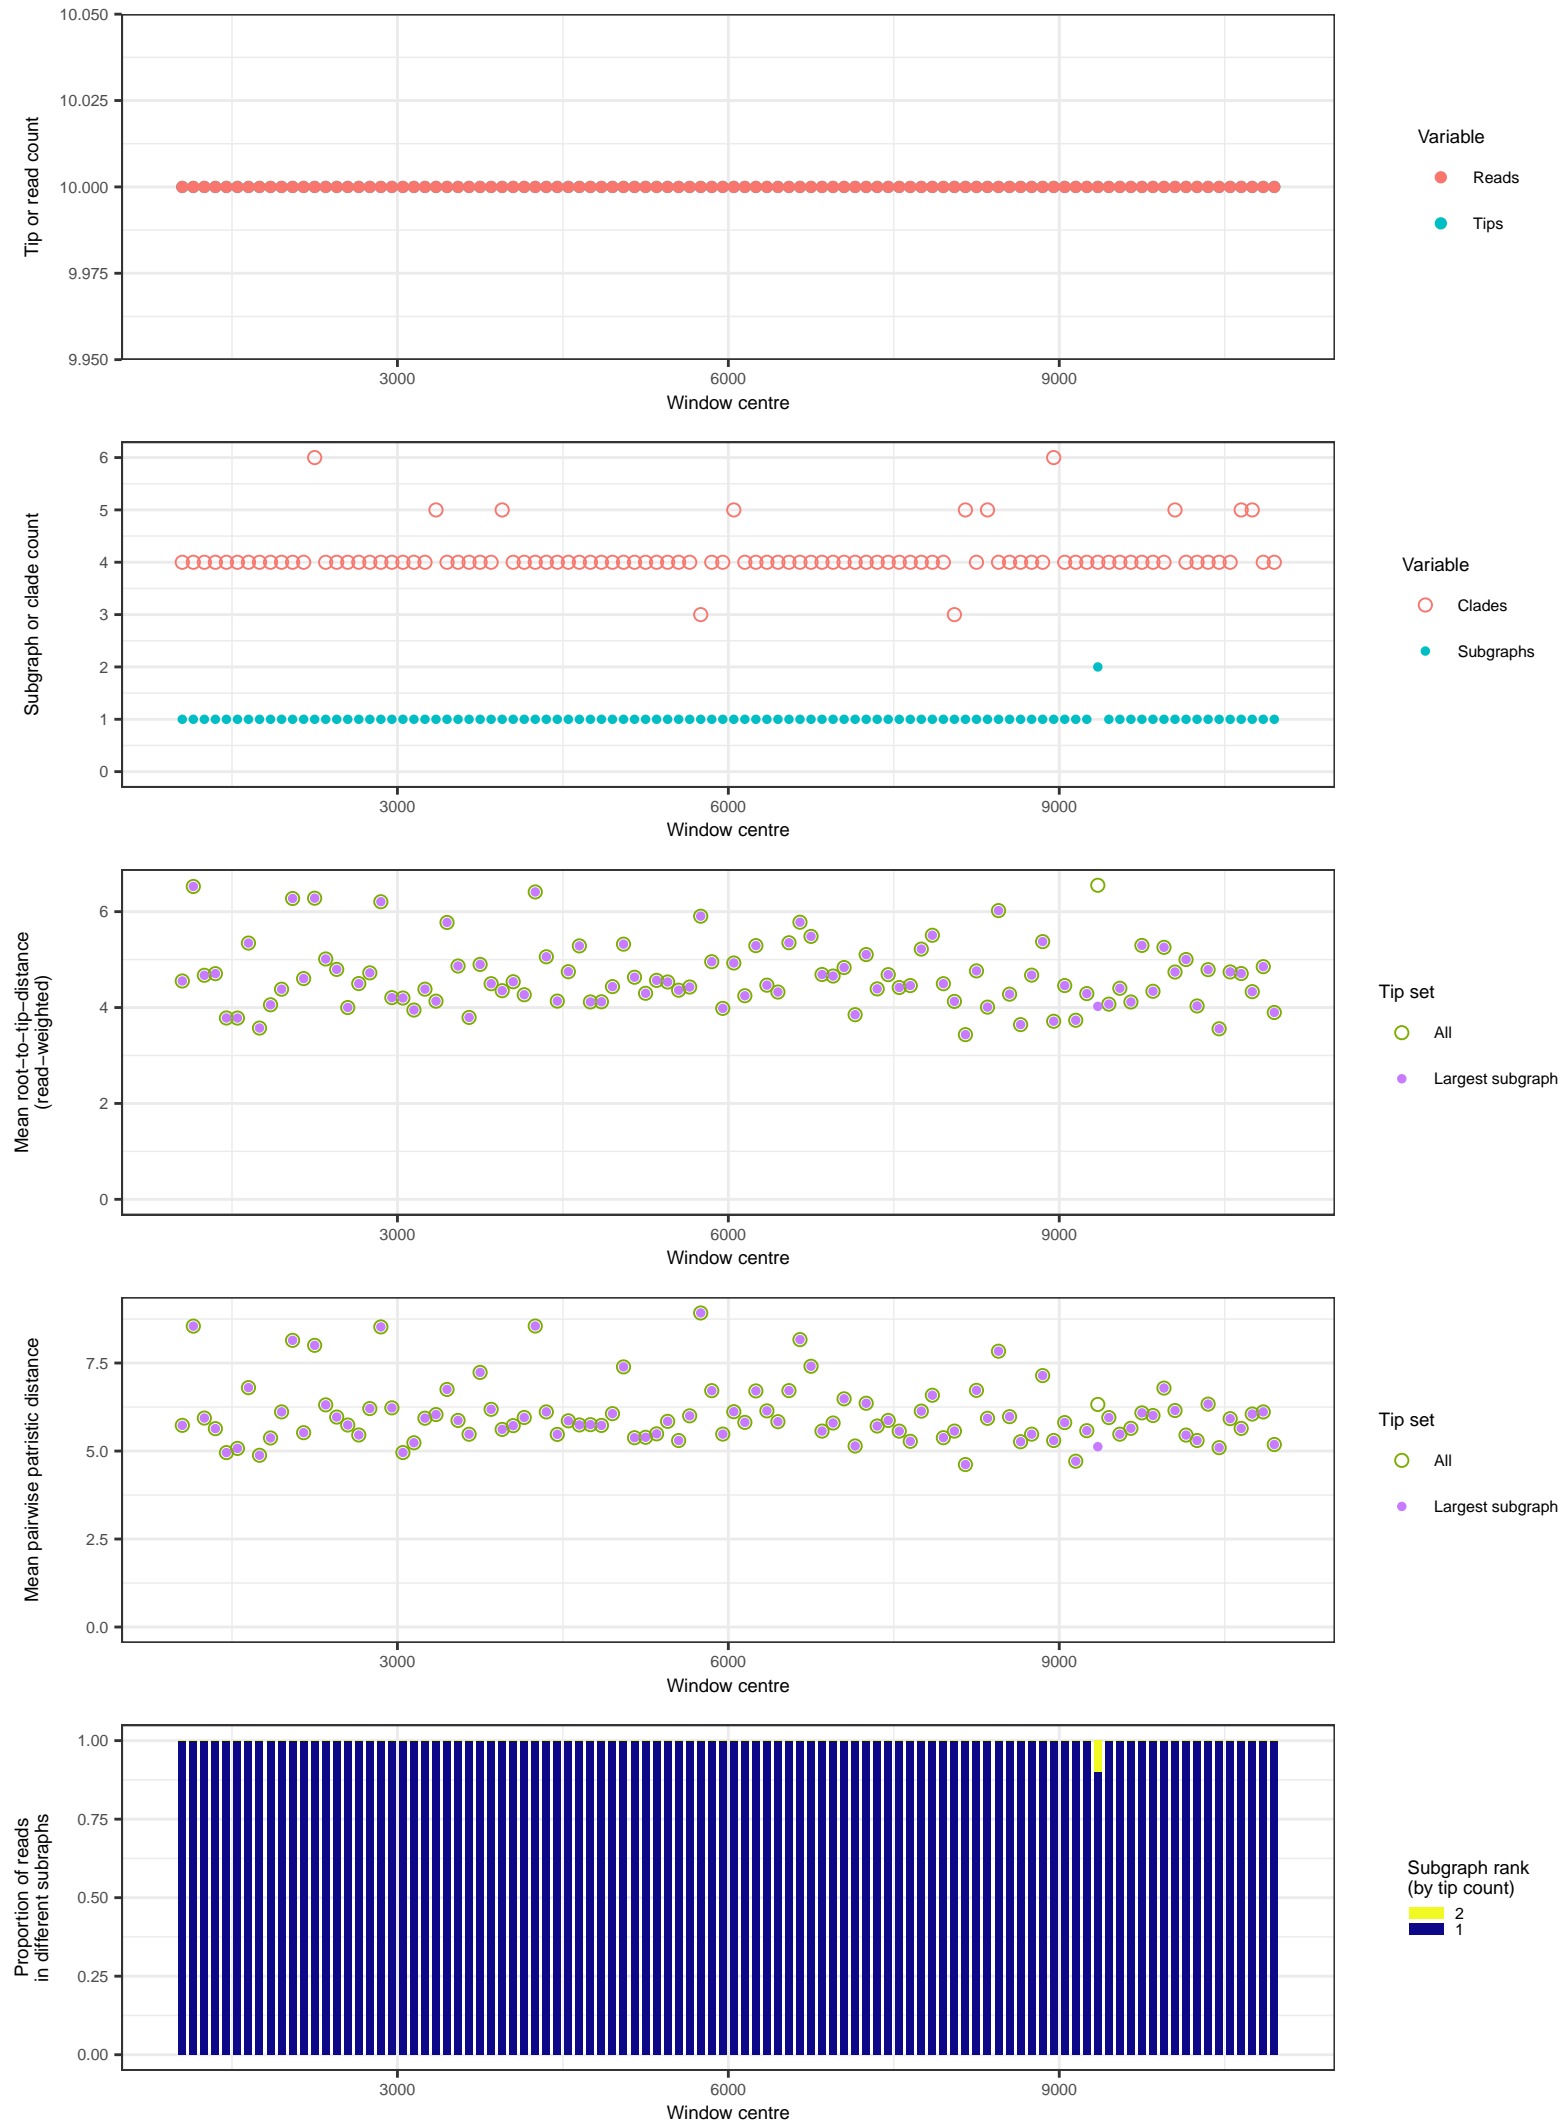 10.050
10.025
10.000
9.975
9.950
Tip or read count
3000 6000 9000
Window centre
Variable
Reads
Tips
6
5
4
3
2
1
0
Subgraph or clade count
3000 6000 9000
Window centre
Variable
Clades
Subgraphs
6
4
2
0
Mean root−to−tip−distance
(read−weighted)
3000 6000 9000
Window centre
Tip set
All
Largest subgraph
7.5
5.0
2.5
0.0
Mean pairwise patristic distance
3000 6000 9000
Window centre
Tip set
All
Largest subgraph
1.00
0.75
0.50
0.25
0.00
Proportion of reads
in different subraphs
3000 6000 9000
Window centre
Subgraph rank
(by tip count)
2
1